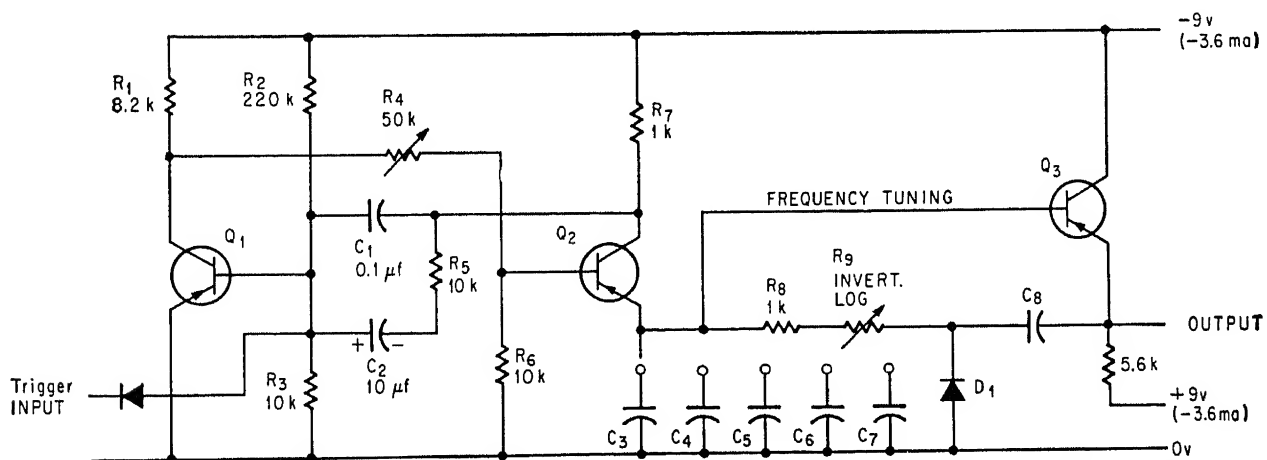 -9v
(-3.6 ma)
R1
8.2 k
R2
220 k
R4
50 k
R7
1 k
Q3
FREQUENCY TUNING
Q1
C1
0.1 μf
R5
10 k
Q2
R8
1 k
R9
INVERT.
LOG
C8
OUTPUT
+ -
C2
10 μf
R6
10 k
5.6 k
Trigger
INPUT
R3
10 k
D1
+9v
(-3.6 ma)
C3
C4
C5
C6
C7
0v